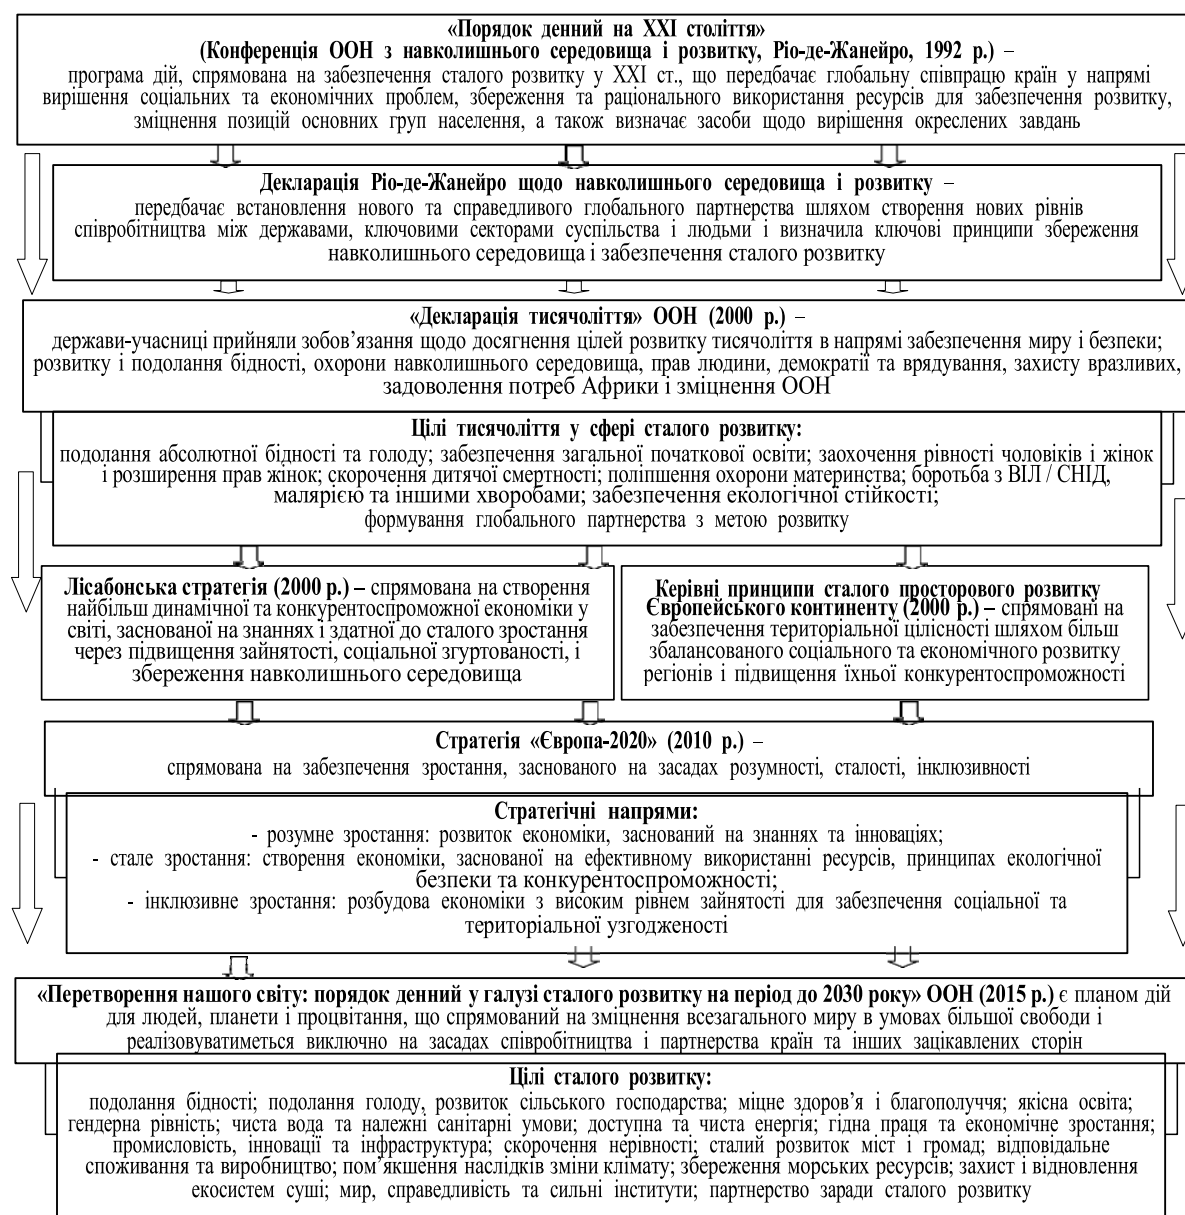 «Порядок денний на ХХІ століття»
(Конференція ООН з навколишнього середовища і розвитку, Ріо-де-Жанейро, 1992 р.) –
програма дій, спрямована на забезпечення сталого розвитку у ХХІ ст., що передбачає глобальну співпрацю країн у напрямі
вирішення соціальних та економічних проблем, збереження та раціонального використання ресурсів для забезпечення розвитку,
зміцнення позицій основних груп населення, а також визначає засоби щодо вирішення окреслених завдань
Декларація Ріо-де-Жанейро щодо навколишнього середовища і розвитку –
передбачає встановлення нового та справедливого глобального партнерства шляхом створення нових рівнів
співробітництва між державами, ключовими секторами суспільства і людьми і визначила ключові принципи збереження
навколишнього середовища і забезпечення сталого розвитку
«Декларація тисячоліття» ООН (2000 р.) –
держави-учасниці прийняли зобов’язання щодо досягнення цілей розвитку тисячоліття в напрямі забезпечення миру і безпеки;
розвитку і подолання бідності, охорони навколишнього середовища, прав людини, демократії та врядування, захисту вразливих,
задоволення потреб Африки і зміцнення ООН
Цілі тисячоліття у сфері сталого розвитку:
подолання абсолютної бідності та голоду; забезпечення загальної початкової освіти; заохочення рівності чоловіків і жінок
і розширення прав жінок; скорочення дитячої смертності; поліпшення охорони материнства; боротьба з ВІЛ / СНІД,
малярією та іншими хворобами; забезпечення екологічної стійкості;
формування глобального партнерства з метою розвитку
Лісабонська стратегія (2000 р.) – спрямована на створення
найбільш динамічної та конкурентоспроможної економіки у
світі, заснованої на знаннях і здатної до сталого зростання
через підвищення зайнятості, соціальної згуртованості, і
збереження навколишнього середовища
Керівні принципи сталого просторового розвитку
Європейського континенту (2000 р.) – спрямовані на
забезпечення територіальної цілісності шляхом більш
збалансованого соціального та економічного розвитку
регіонів і підвищення їхньої конкурентоспроможності
Стратегія «Європа-2020» (2010 р.) –
спрямована на забезпечення зростання, заснованого на засадах розумності, сталості, інклюзивності
Стратегічні напрями:
- розумне зростання: розвиток економіки, заснований на знаннях та інноваціях;
- стале зростання: створення економіки, заснованої на ефективному використанні ресурсів, принципах екологічної
безпеки та конкурентоспроможності;
- інклюзивне зростання: розбудова економіки з високим рівнем зайнятості для забезпечення соціальної та
територіальної узгодженості
«Перетворення нашого світу: порядок денний у галузі сталого розвитку на період до 2030 року» ООН (2015 р.) є планом дій
для людей, планети і процвітання, що спрямований на зміцнення всезагального миру в умовах більшої свободи і
реалізовуватиметься виключно на засадах співробітництва і партнерства країн та інших зацікавлених сторін
Цілі сталого розвитку:
подолання бідності; подолання голоду, розвиток сільського господарства; міцне здоров’я і благополуччя; якісна освіта;
гендерна рівність; чиста вода та належні санітарні умови; доступна та чиста енергія; гідна праця та економічне зростання;
промисловість, інновації та інфраструктура; скорочення нерівності; сталий розвиток міст і громад; відповідальне
споживання та виробництво; пом’якшення наслідків зміни клімату; збереження морських ресурсів; захист і відновлення
екосистем суші; мир, справедливість та сильні інститути; партнерство заради сталого розвитку